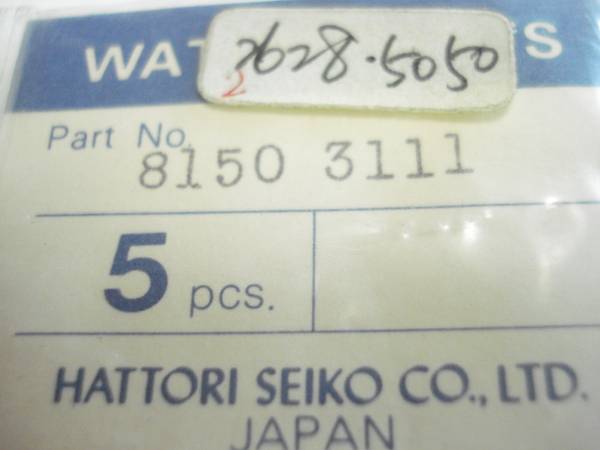 WAT 'S
2628.5050
2
Part No.
8150 3111
5 pcs.
HATTORI SEIKO CO., LTD.
JAPAN